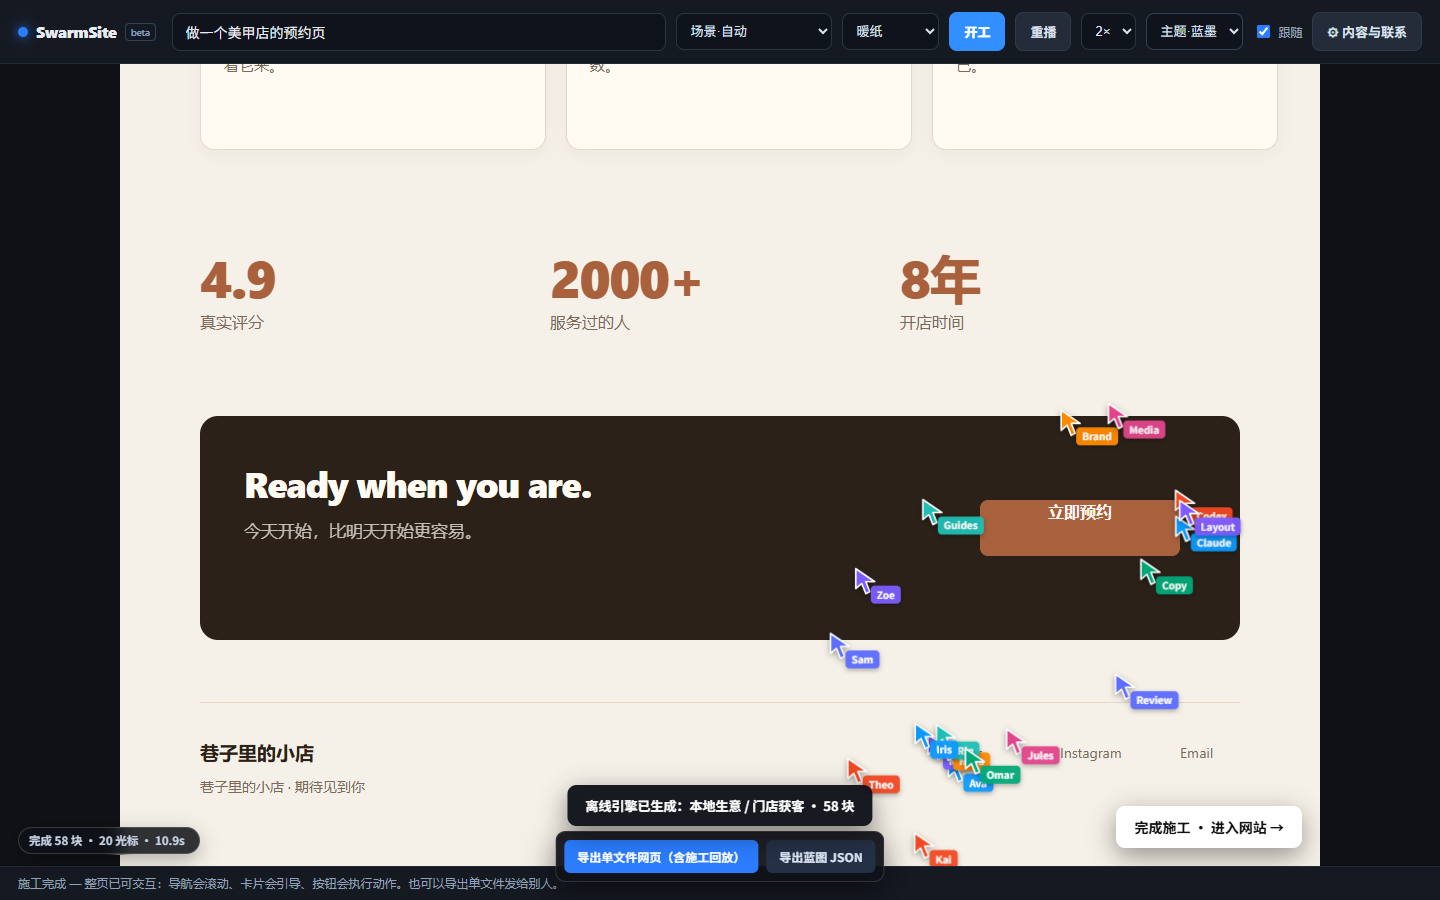 SwarmSite beta 做一个美甲店的预约页 场景·自动 暖纸 开工 重播 2× 主题·蓝墨 跟随 ⚙ 内容与联系
看它来。 数。 己。
4.9 2000+ 8年
真实评分 服务过的人 开店时间
Brand Media
Ready when you are.
立即预约
Codex
Guides Layout
今天开始，比明天开始更容易。
Claude
Copy
Zoe
Sam
Review
巷子里的小店 Iris Jules Instagram Email
Omar
Ava
巷子里的小店 · 期待见到你 Theo
离线引擎已生成：本地生意 / 门店获客 · 58 块
完成施工 · 进入网站 →
完成 58 块 · 20 光标 · 10.9s
导出单文件网页（含施工回放） 导出蓝图 JSON
Kai
施工完成 — 整页已可交互：导航会滚动、卡片会引导、按钮会执行动作。也可以导出单文件发给别人。